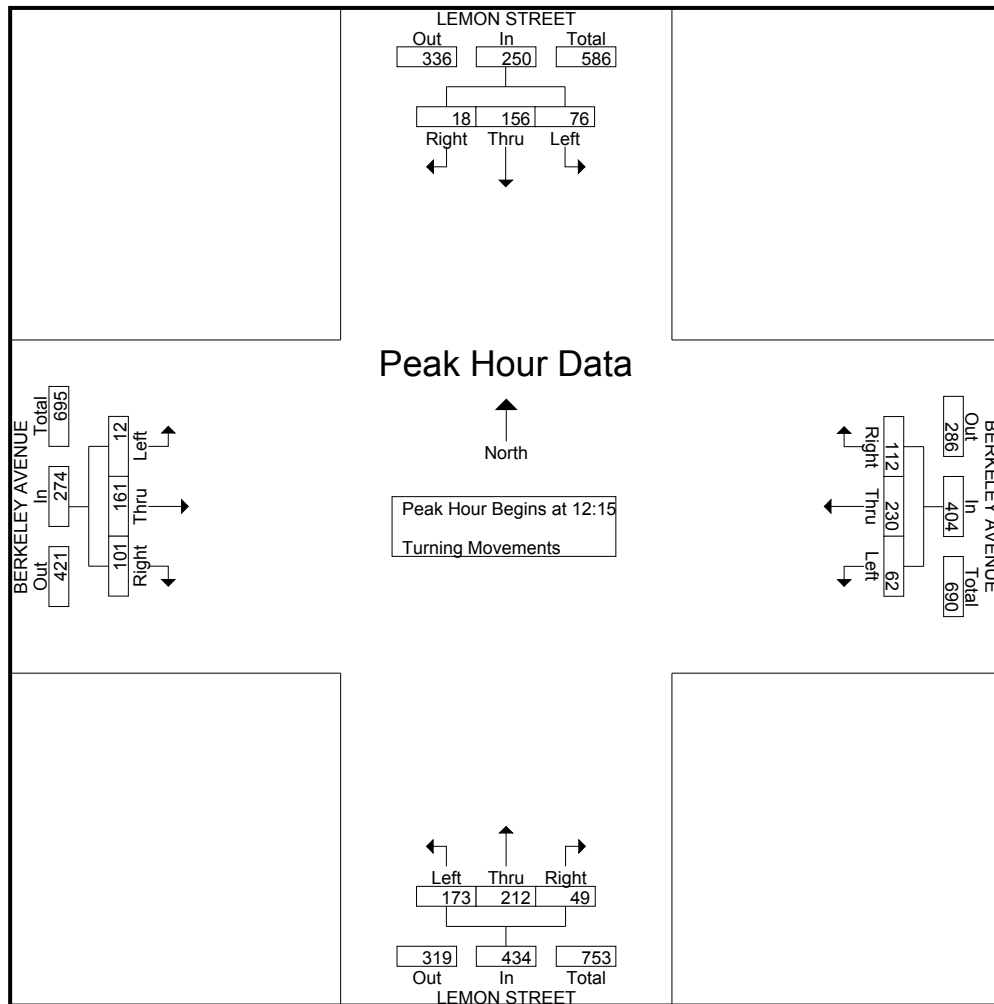 LEMON STREET
Out In Total
336 250 586
18 156 76
Right Thru Left
Peak Hour Data
North
Peak Hour Begins at 12:15
Turning Movements
BERKELEY AVENUE
Total In Out
695 274 421
12 161 101
Left Thru Right
BERKELEY AVENUE
Out In Total
286 404 690
112 230 62
Right Thru Left
Left Thru Right
173 212 49
319 434 753
Out In Total
LEMON STREET